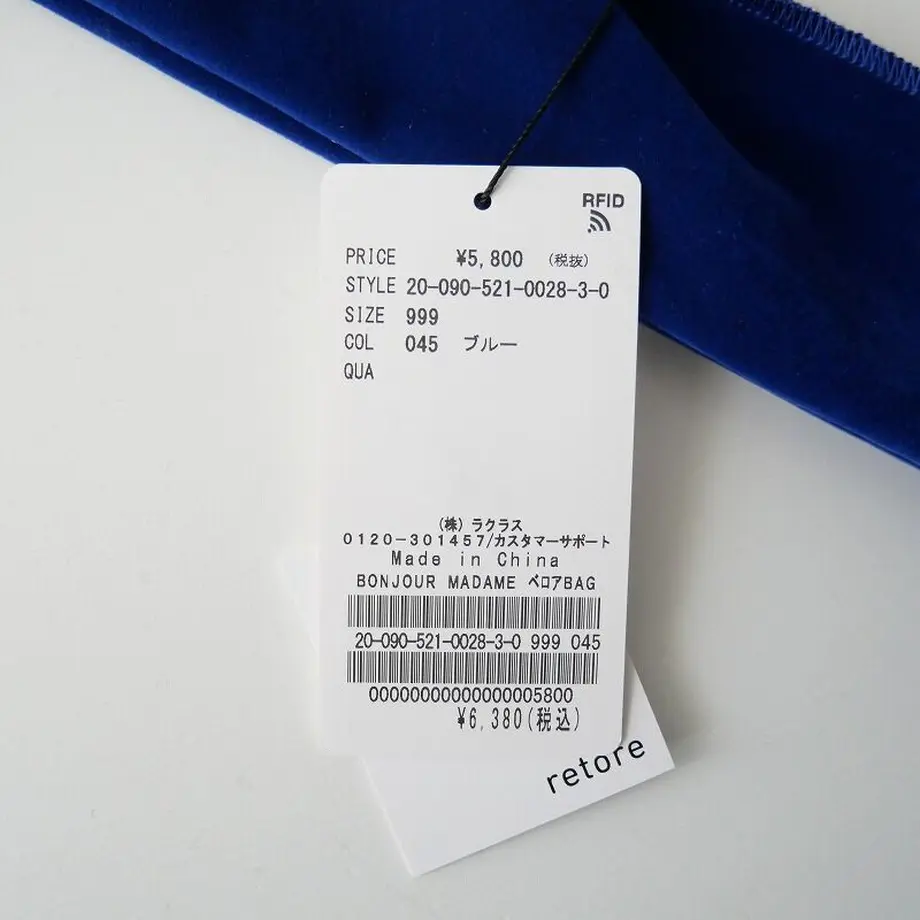 RFID
PRICE ¥5,800 (税抜)
STYLE 20-090-521-0028-3-0
SIZE 999
COL 045 ブルー
QUA
(株) ラクラス
0120-301457/カスタマーサポート
Made in China
BONJOUR MADAME ベロアBAG
20-090-521-0028-3-0 999 045
00000000000000005800
¥6,380(税込)
retore